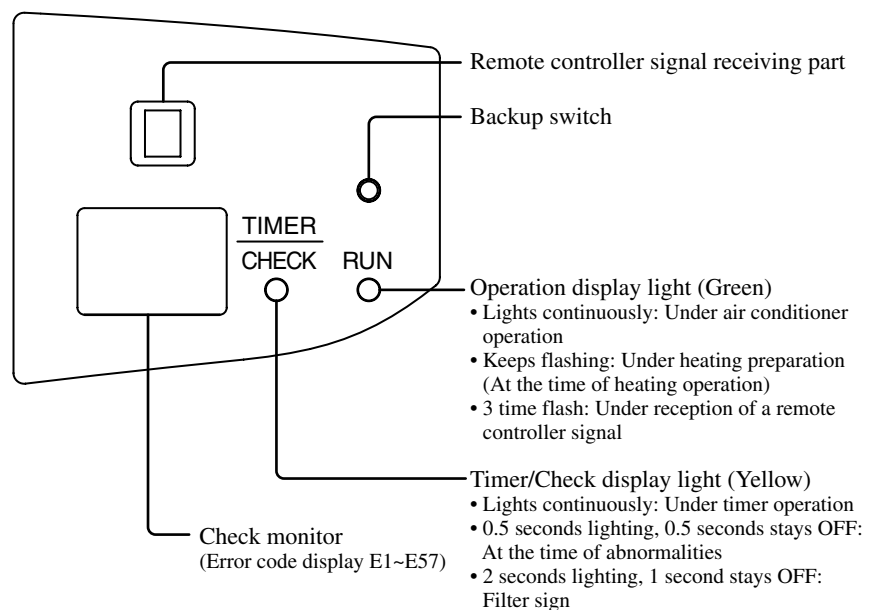 Remote controller signal receiving part
Backup switch
TIMER
CHECK
RUN
Operation display light (Green)
• Lights continuously: Under air conditioner
operation
• Keeps flashing: Under heating preparation
(At the time of heating operation)
• 3 time flash: Under reception of a remote
controller signal
Timer/Check display light (Yellow)
• Lights continuously: Under timer operation
• 0.5 seconds lighting, 0.5 seconds stays OFF:
At the time of abnormalities
• 2 seconds lighting, 1 second stays OFF:
Filter sign
Check monitor
(Error code display E1~E57)